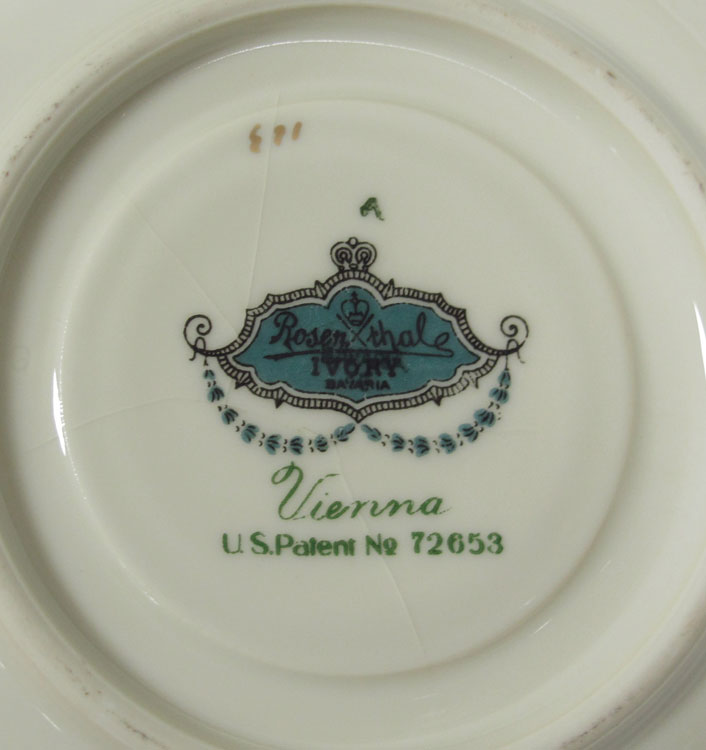 A
Rosenthal
IVORY
BAVARIA
Vienna
U.S.Patent No 72653